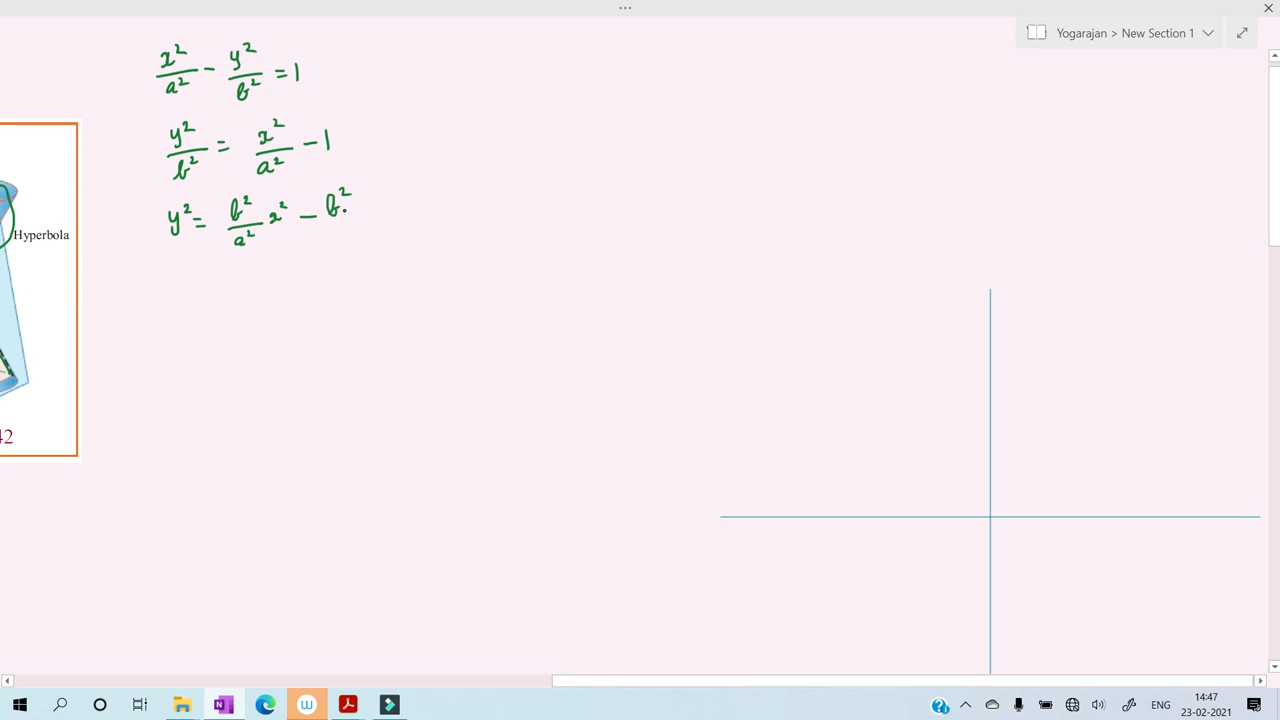 ...
Yogarajan > New Section 1
x²/a² - y²/b² = 1
y²/b² = x²/a² - 1
y² = b²/a² x² - b²
Hyperbola
42
14:47
ENG
23-02-2021